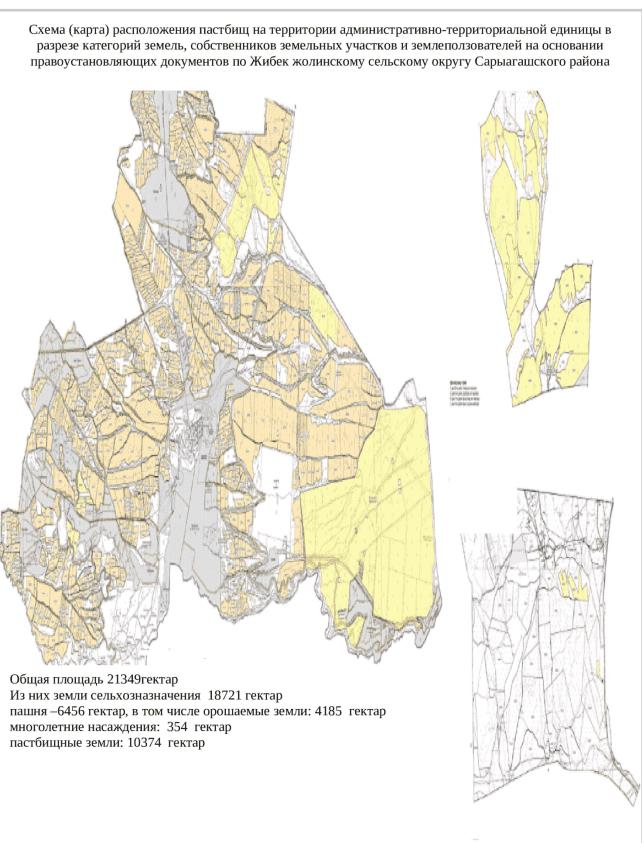 Схема (карта) расположения пастбищ на территории административно-территориальной единицы в
разрезе категорий земель, собственников земельных участков и землеползователей на основании
правоустановляющих документов по Жибек жолинскому сельскому округу Сарыагашского района
Общая площадь 21349гектар
Из них земли сельхозназначения 18721 гектар
пашня –6456 гектар, в том числе орошаемые земли: 4185 гектар
многолетние насаждения: 354 гектар
пастбищные земли: 10374 гектар